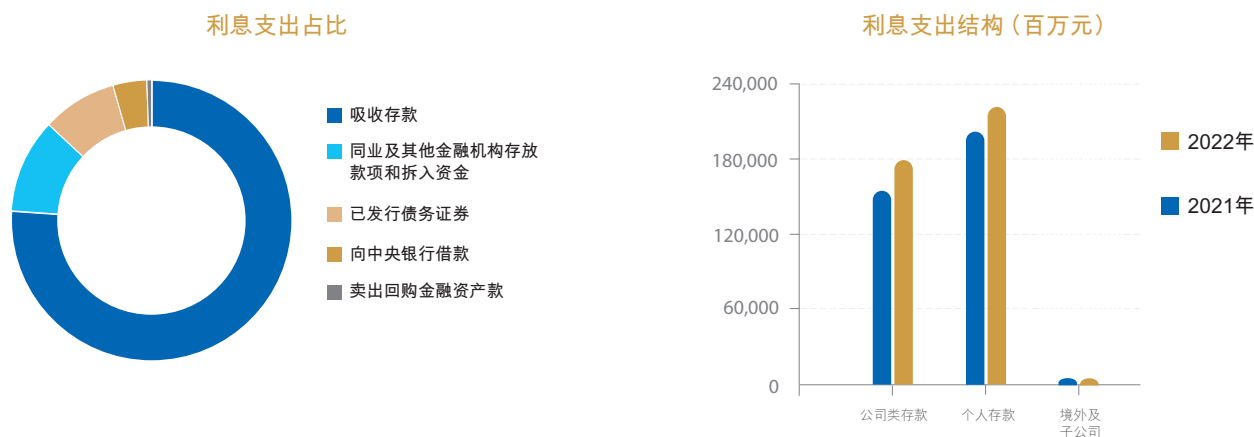 利息支出占比
吸收存款
同业及其他金融机构存放
款项和拆入资金
已发行债务证券
向中央银行借款
卖出回购金融资产款
利息支出结构（百万元）
240,000
180,000
120,000
60,000
0
公司类存款
个人存款
境外及
子公司
2022年
2021年